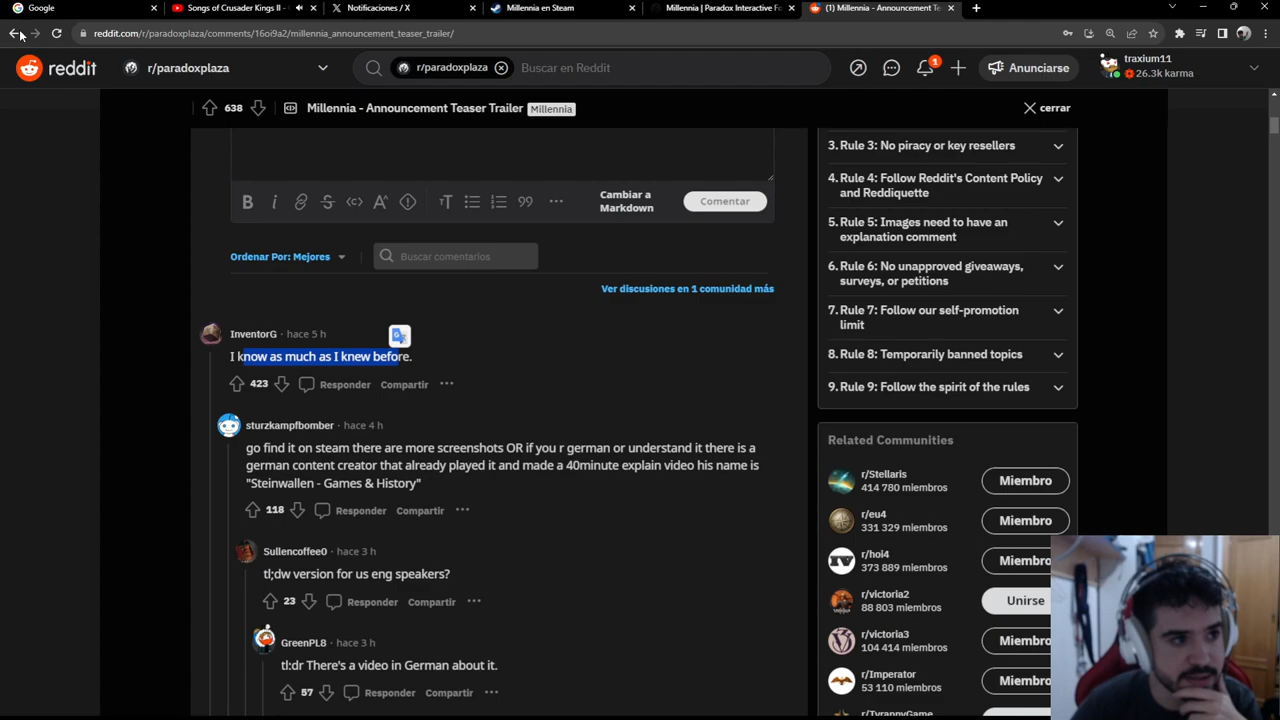 Google
Songs of Crusader Kings II -
Notificaciones / X
Millennia en Steam
Millennia | Paradox Interactive Fo
(1) Millennia - Announcement Te
reddit.com/r/paradoxplaza/comments/16oi9a2/millennia_announcement_teaser_trailer/
reddit
r/paradoxplaza
r/paradoxplaza
Buscar en Reddit
1
Anunciarse
traxium11
26.3k karma
638
Millennia - Announcement Teaser Trailer
Millennia
cerrar
Cambiar a
Markdown
Comentar
Ordenar Por: Mejores
Buscar comentarios
Ver discusiones en 1 comunidad más
InventorG · hace 5 h
I know as much as I knew before.
423
Responder
Compartir
sturzkampfbomber · hace 4 h
go find it on steam there are more screenshots OR if you r german or understand it there is a
german content creator that already played it and made a 40minute explain video his name is
"Steinwallen - Games & History"
118
Responder
Compartir
Sullencoffee0 · hace 3 h
tl;dw version for us eng speakers?
23
Responder
Compartir
GreenPL8 · hace 3 h
tl:dr There's a video in German about it.
57
Responder
Compartir
3. Rule 3: No piracy or key resellers
4. Rule 4: Follow Reddit's Content Policy
and Reddiquette
5. Rule 5: Images need to have an
explanation comment
6. Rule 6: No unapproved giveaways,
surveys, or petitions
7. Rule 7: Follow our self-promotion
limit
8. Rule 8: Temporarily banned topics
9. Rule 9: Follow the spirit of the rules
Related Communities
r/Stellaris
414 780 miembros
Miembro
r/eu4
331 329 miembros
Miembro
r/hoi4
373 889 miembros
Miembro
r/victoria2
88 803 miembros
Unirse
r/victoria3
104 414 miembros
Miembro
r/Imperator
53 110 miembros
Miembro
r/TyrannyGame